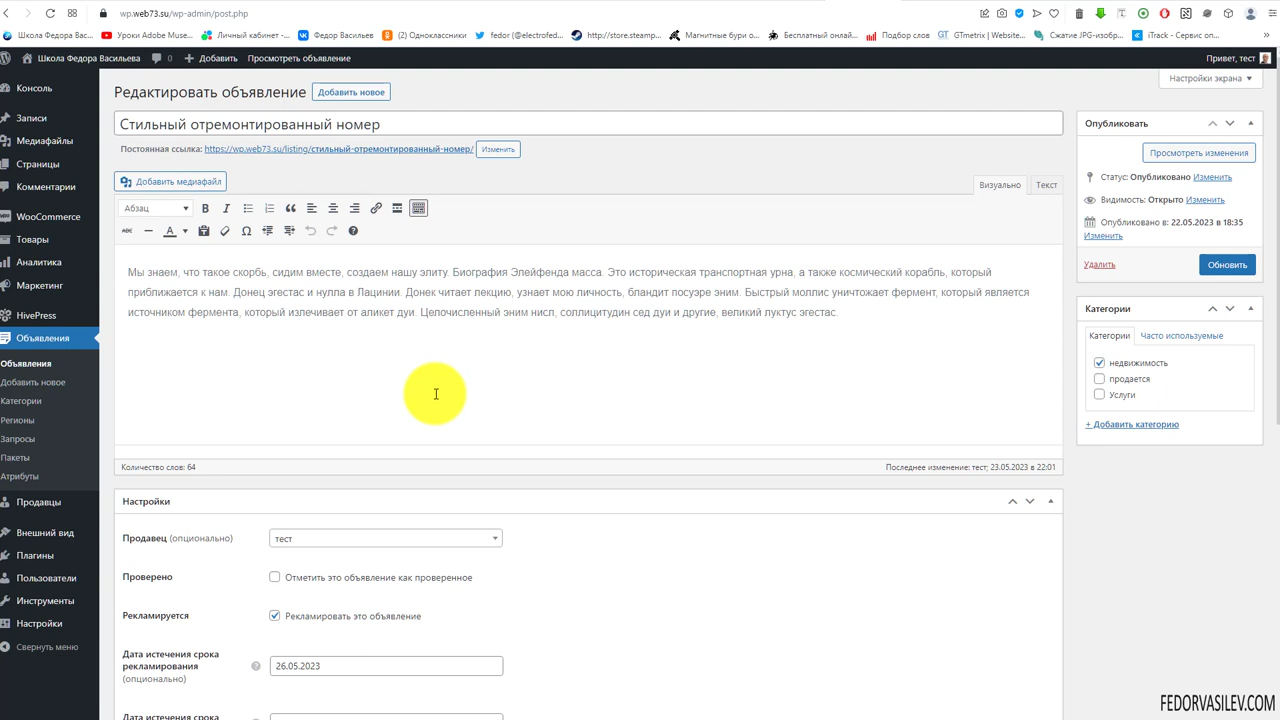 wp.web73.su/wp-admin/post.php
Школа Федора Васильева
Уроки Adobe Muse...
Личный кабинет -...
Федор Васильев
(2) Одноклассники
fedor (@electrofed...
http://store.steamp...
Магнитные буры о...
Бесплатный онлайн...
Подбор слов
GTmetrix | Website...
Сжатие JPG-изобр...
iTrack - Сервис оп...
Школа Федора Васильева
0
Добавить
Просмотреть объявление
Привет, тест
Консоль
Записи
Медиафайлы
Страницы
Комментарии
WooCommerce
Товары
Аналитика
Маркетинг
HivePress
Объявления
Объявления
Добавить новое
Категории
Регионы
Запросы
Пакеты
Атрибуты
Продавцы
Внешний вид
Плагины
Пользователи
Инструменты
Настройки
Свернуть меню
Настройки экрана
Редактировать объявление
Добавить новое
Стильный отремонтированный номер
Постоянная ссылка: https://wp.web73.su/listing/стильный-отремонтированный-номер/ Изменить
Добавить медиафайл
Визуально
Текст
Абзац
Мы знаем, что такое скорбь, сидим вместе, создаем нашу элиту. Биография Элейфенда масса. Это историческая транспортная урна, а также космический корабль, который
приближается к нам. Донец эгестас и нулла в Лацинии. Донек читает лекцию, узнает мою личность, бландит посуэре эним. Быстрый моллис уничтожает фермент, который является
источником фермента, который излечивает от аликет дуи. Целочисленный эним нисл, соллицитудин сед дуи и другие, великий луктус эгестас.
Количество слов: 64
Последнее изменение: тест; 23.05.2023 в 22:01
Настройки
Продавец (опционально)
тест
Проверено
Отметить это объявление как проверенное
Рекламируется
Рекламировать это объявление
Дата истечения срока
рекламирования
(опционально)
26.05.2023
Дата истечения срока
Опубликовать
Просмотреть изменения
Статус: Опубликовано Изменить
Видимость: Открыто Изменить
Опубликовано в: 22.05.2023 в 18:35
Изменить
Удалить
Обновить
Категории
Категории
Часто используемые
недвижимость
продается
Услуги
+ Добавить категорию
FEDORVASILEV.COM